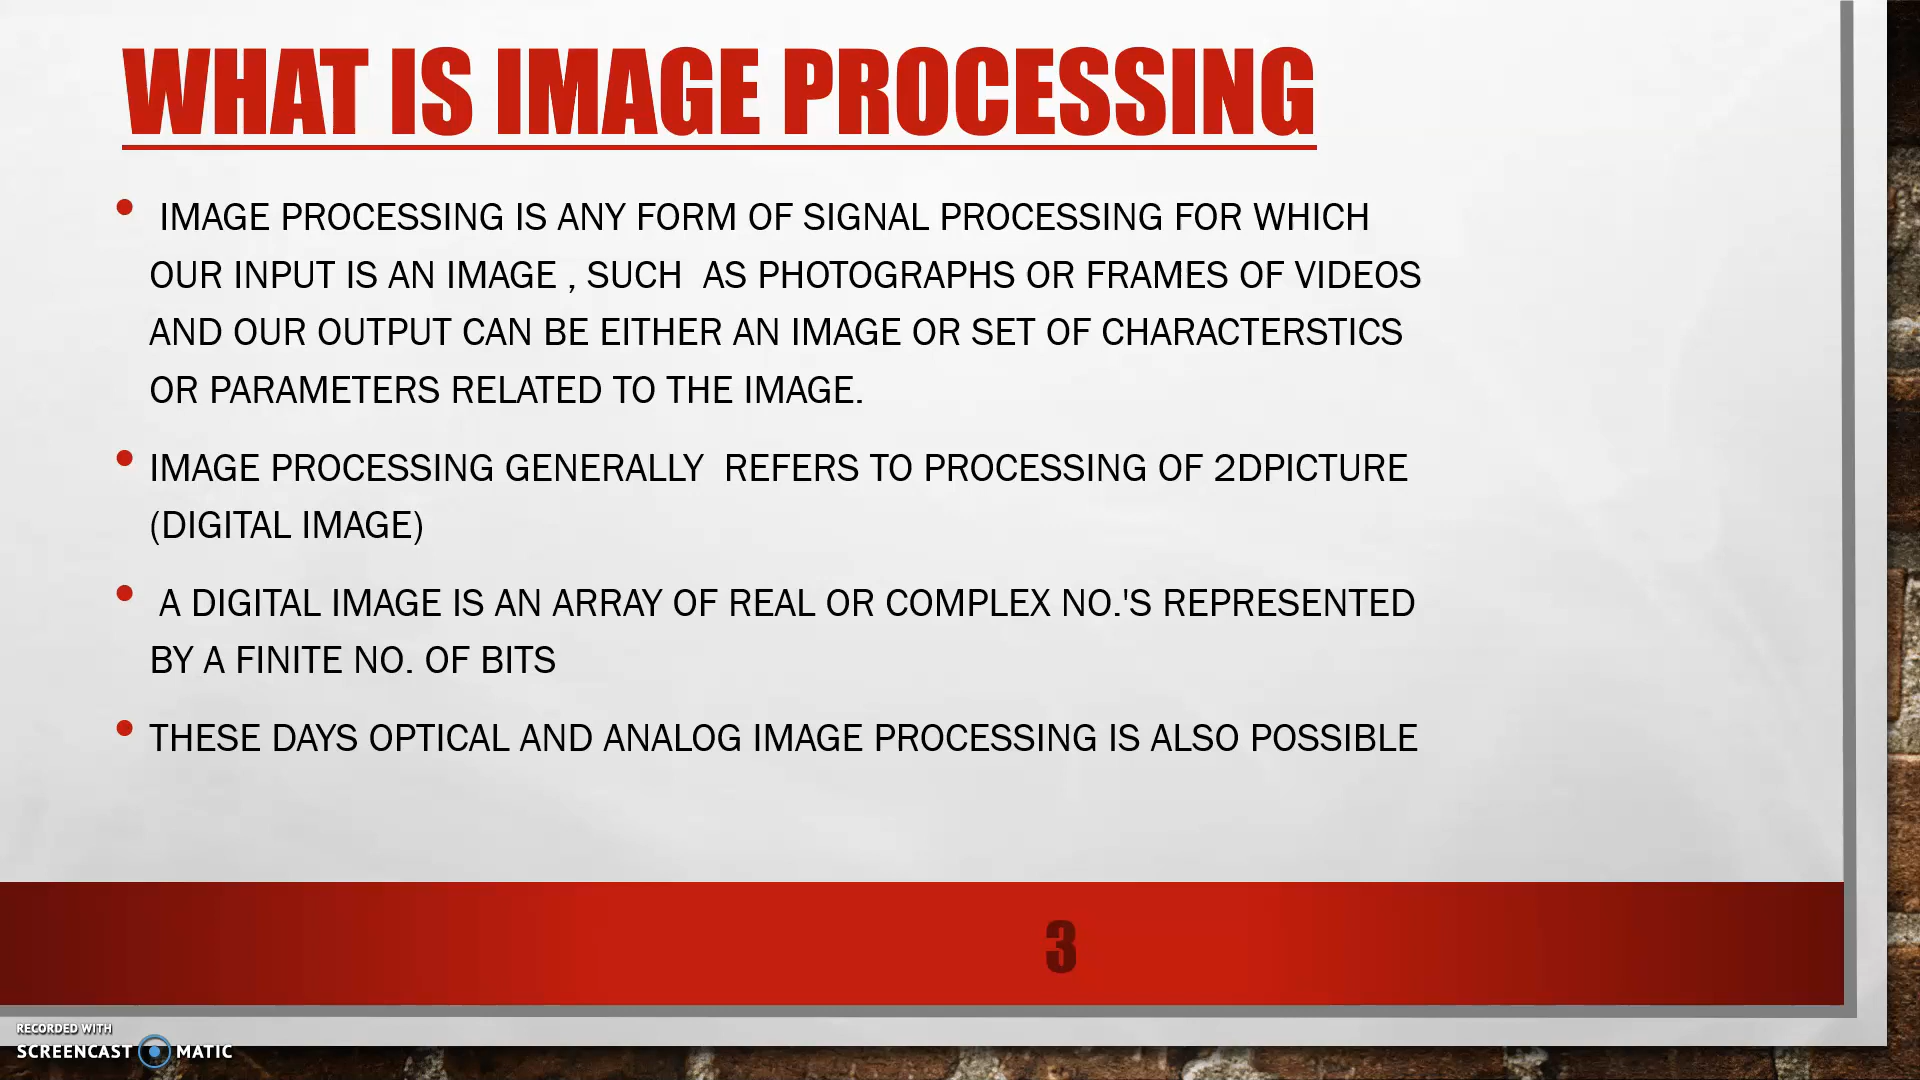 WHAT IS IMAGE PROCESSING
• IMAGE PROCESSING IS ANY FORM OF SIGNAL PROCESSING FOR WHICH
OUR INPUT IS AN IMAGE , SUCH  AS PHOTOGRAPHS OR FRAMES OF VIDEOS
AND OUR OUTPUT CAN BE EITHER AN IMAGE OR SET OF CHARACTERSTICS
OR PARAMETERS RELATED TO THE IMAGE.
• IMAGE PROCESSING GENERALLY  REFERS TO PROCESSING OF 2DPICTURE
(DIGITAL IMAGE)
• A DIGITAL IMAGE IS AN ARRAY OF REAL OR COMPLEX NO.'S REPRESENTED
BY A FINITE NO. OF BITS
• THESE DAYS OPTICAL AND ANALOG IMAGE PROCESSING IS ALSO POSSIBLE
3
RECORDED WITH
SCREENCAST MATIC